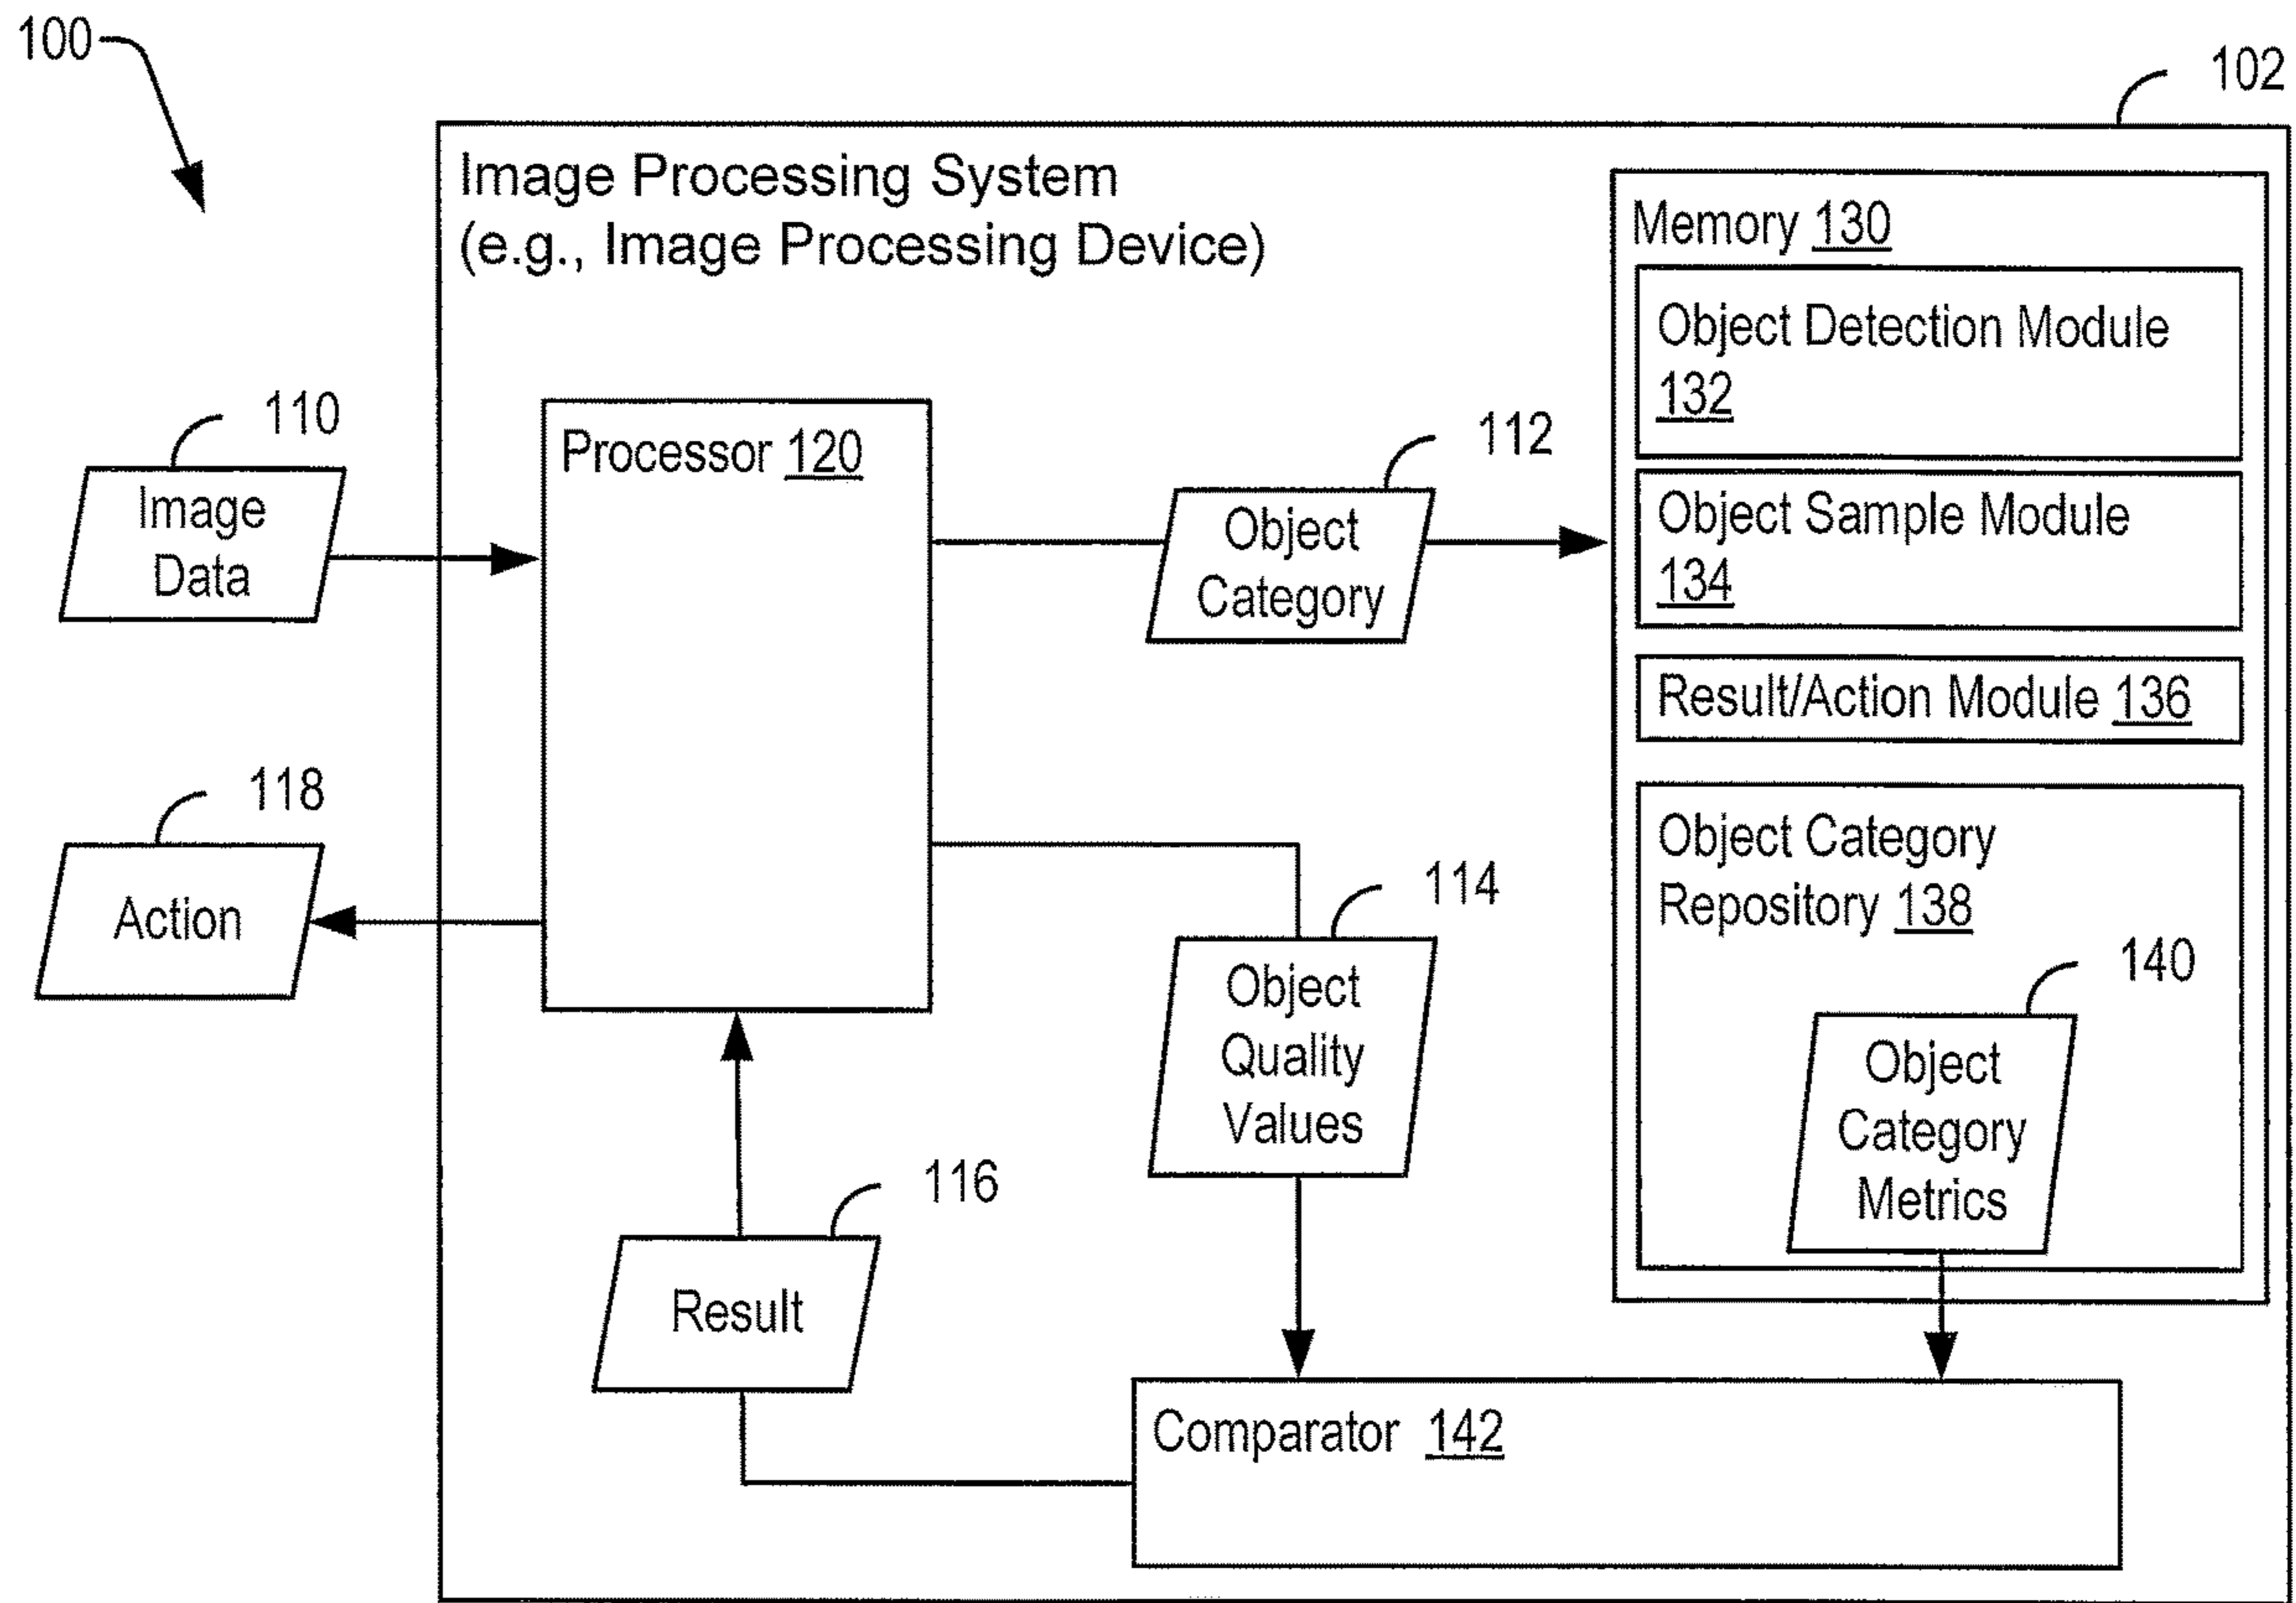 100
102
Image Processing System
(e.g., Image Processing Device)
Memory 130
Object Detection Module
132
Object Sample Module
134
Result/Action Module 136
Object Category
Repository 138
140
Object
Category
Metrics
110
Image
Data
Processor 120
112
Object
Category
118
Action
114
Object
Quality
Values
116
Result
Comparator 142